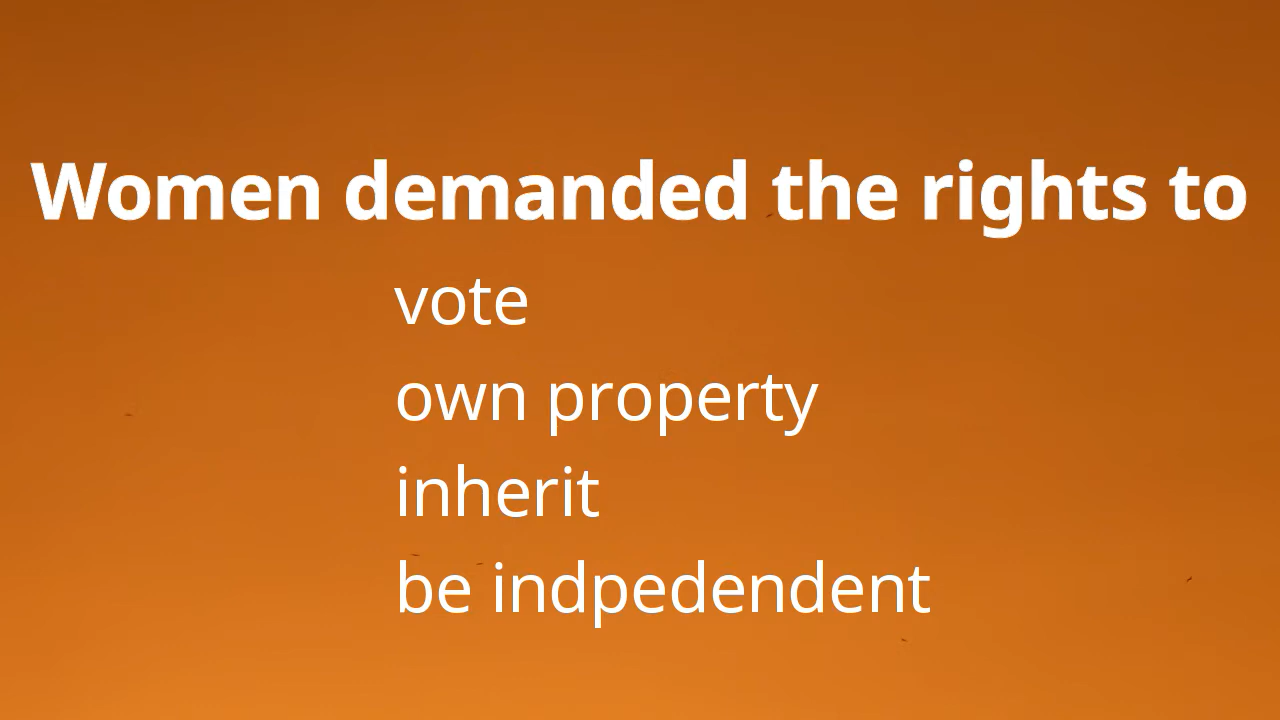 Women demanded the rights to
vote
own property
inherit
be indpedendent